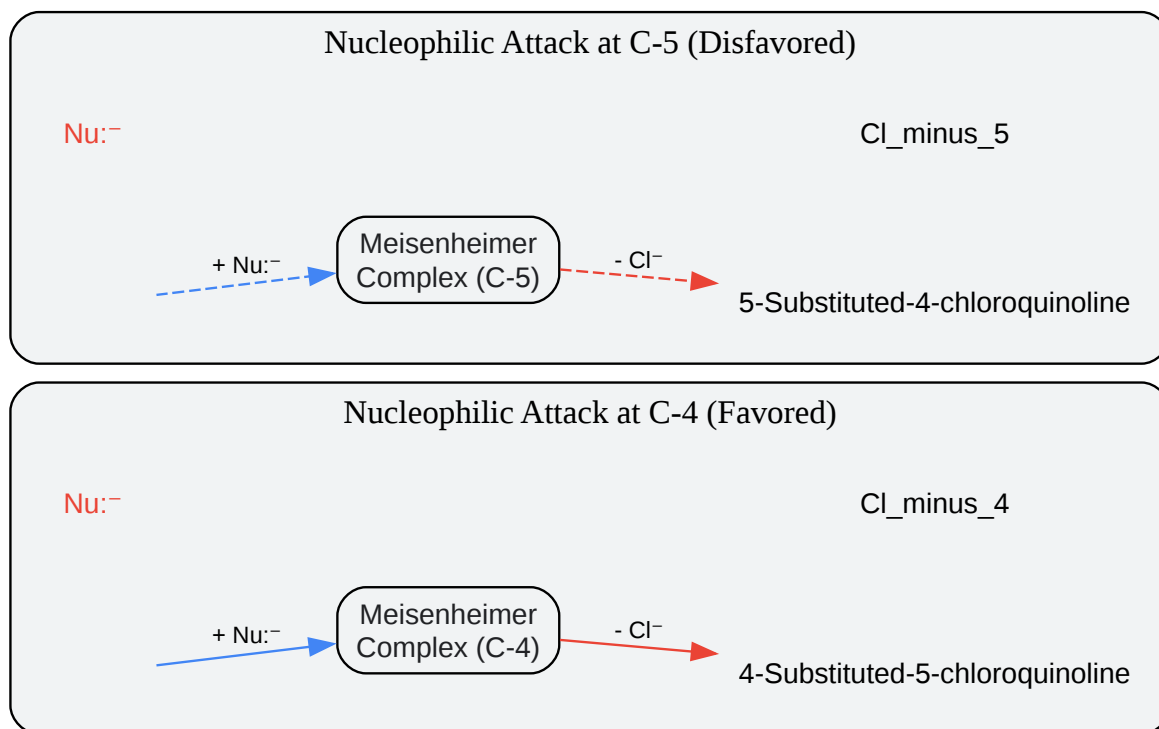 Nucleophilic Attack at C-5 (Disfavored)
Nu:⁻
Cl_minus_5
+ Nu:⁻
Meisenheimer
Complex (C-5)
- Cl⁻
5-Substituted-4-chloroquinoline
Nucleophilic Attack at C-4 (Favored)
Nu:⁻
Cl_minus_4
+ Nu:⁻
Meisenheimer
Complex (C-4)
- Cl⁻
4-Substituted-5-chloroquinoline